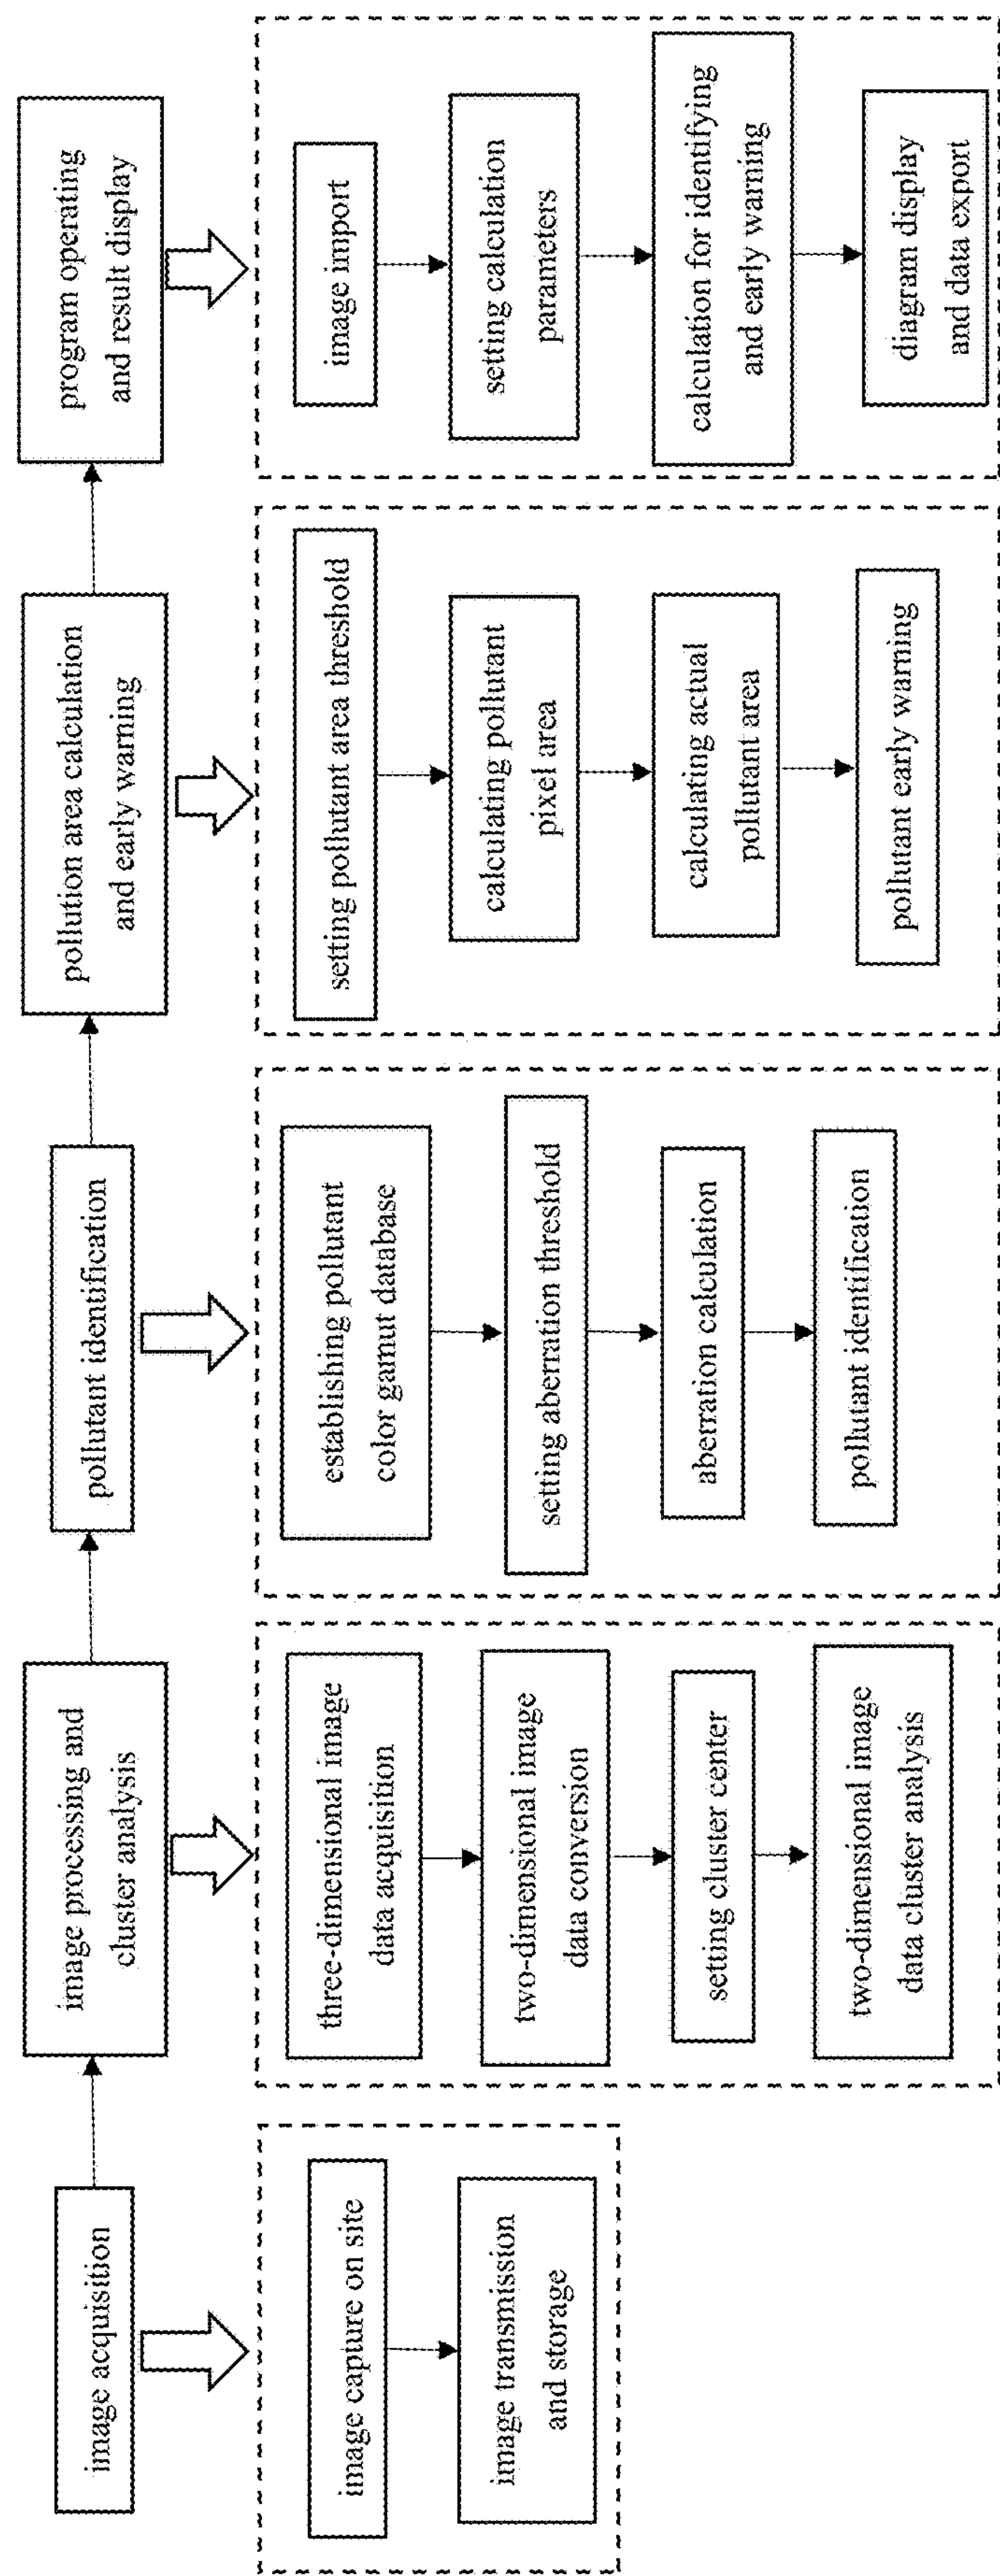 image acquisition
image capture on site
image transmission
and storage
image processing and
cluster analysis
three-dimensional image
data acquisition
two-dimensional image
data conversion
setting cluster center
two-dimensional image
data cluster analysis
pollutant identification
establishing pollutant
color gamut database
setting aberration threshold
aberration calculation
pollutant identification
pollution area calculation
and early warning
setting pollutant area threshold
calculating pollutant
pixel area
calculating actual
pollutant area
pollutant early warning
program operating
and result display
image import
setting calculation
parameters
calculation for identifying
and early warning
diagram display
and data export